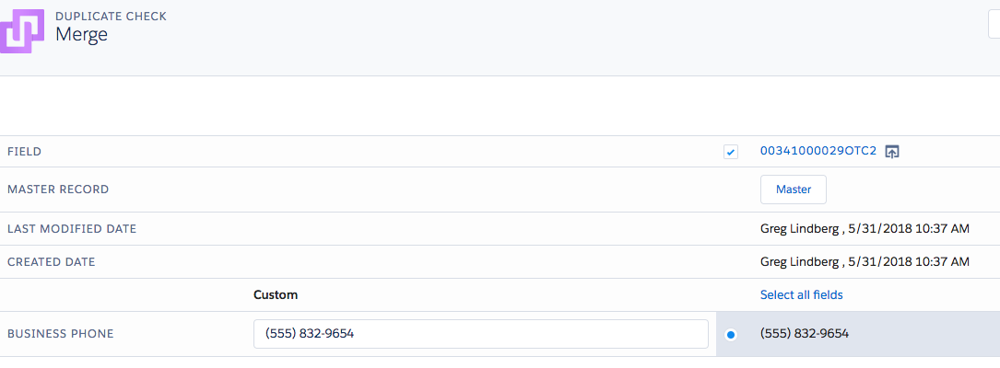 DUPLICATE CHECK
Merge
FIELD 00341000029OTC2
MASTER RECORD Master
LAST MODIFIED DATE Greg Lindberg , 5/31/2018 10:37 AM
CREATED DATE Greg Lindberg , 5/31/2018 10:37 AM
Custom Select all fields
BUSINESS PHONE (555) 832-9654 (555) 832-9654